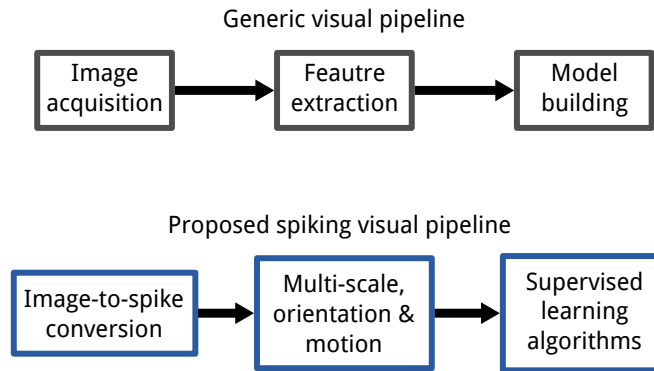 Generic visual pipeline
Image
acquisition
Feautre
extraction
Model
building
Proposed spiking visual pipeline
Image-to-spike
conversion
Multi-scale,
orientation &
motion
Supervised
learning
algorithms